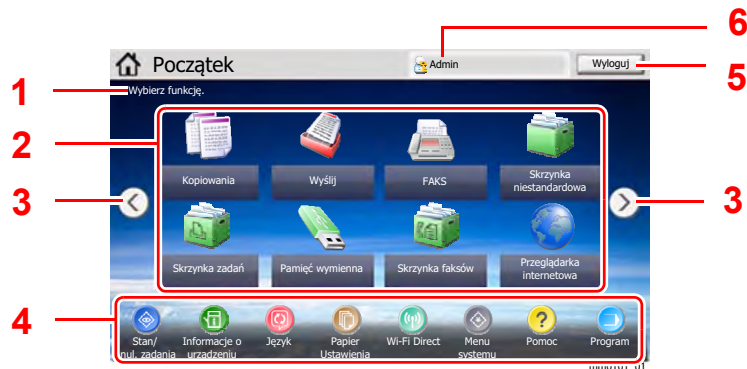 6
Początek
Admin
Wyloguj
5
1
Wybierz funkcję.
2
Kopiowania
Wyślij
FAKS
Skrzynka
niestandardowa
3
3
Skrzynka zadań
Pamięć wymienna
Skrzynka faksów
Przeglądarka
internetowa
4
Stan/
nul. zadania
Informacje o
urządzeniu
Język
Papier
Ustawienia
Wi-Fi Direct
Menu
systemu
?
Pomoc
Program